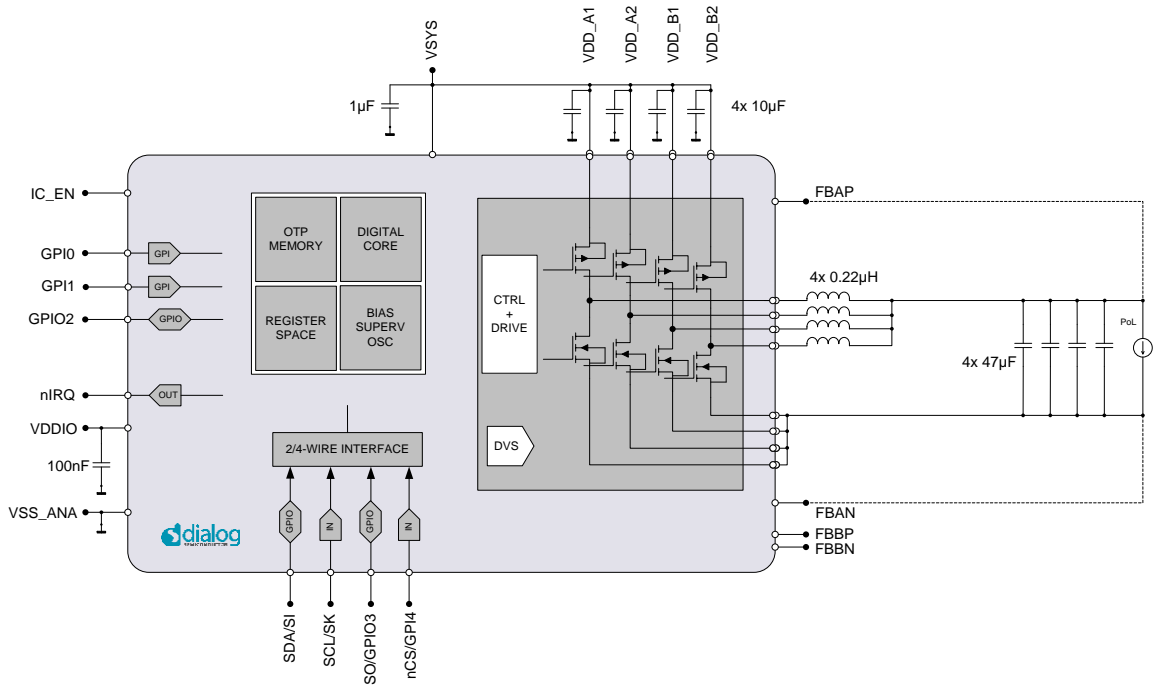 VSYS
VDD_A1
VDD_A2
VDD_B1
VDD_B2
1µF
4x 10µF
IC_EN
GPI0
GPI
GPI1
GPI
GPIO2
GPIO
nIRQ
OUT
VDDIO
100nF
VSS_ANA
OTP
MEMORY
DIGITAL
CORE
REGISTER
SPACE
BIAS
SUPERV
OSC
2/4-WIRE INTERFACE
GPIO
IN
GPIO
IN
SDA/SI
SCL/SK
SO/GPIO3
nCS/GPI4
dialog
SEMICONDUCTOR
CTRL
+
DRIVE
DVS
FBAP
4x 0.22µH
4x 47µF
PoL
FBAN
FBBP
FBBN